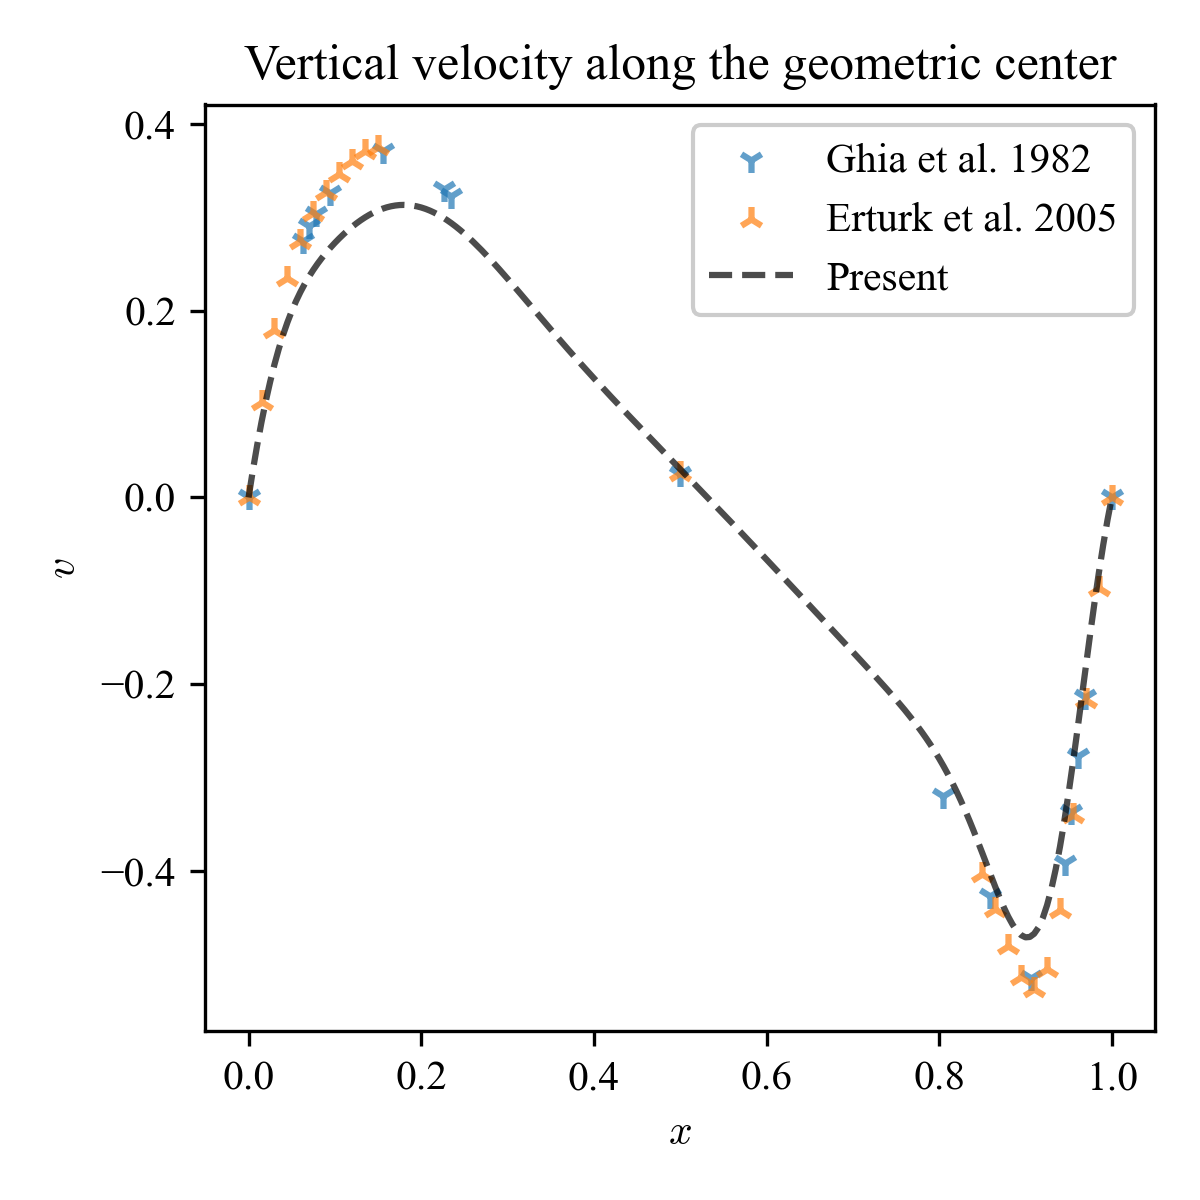 Vertical velocity along the geometric center
Ghia et al. 1982
Erturk et al. 2005
Present
0.4
0.2
0.0
−0.2
−0.4
v
0.0 0.2 0.4 0.6 0.8 1.0
x